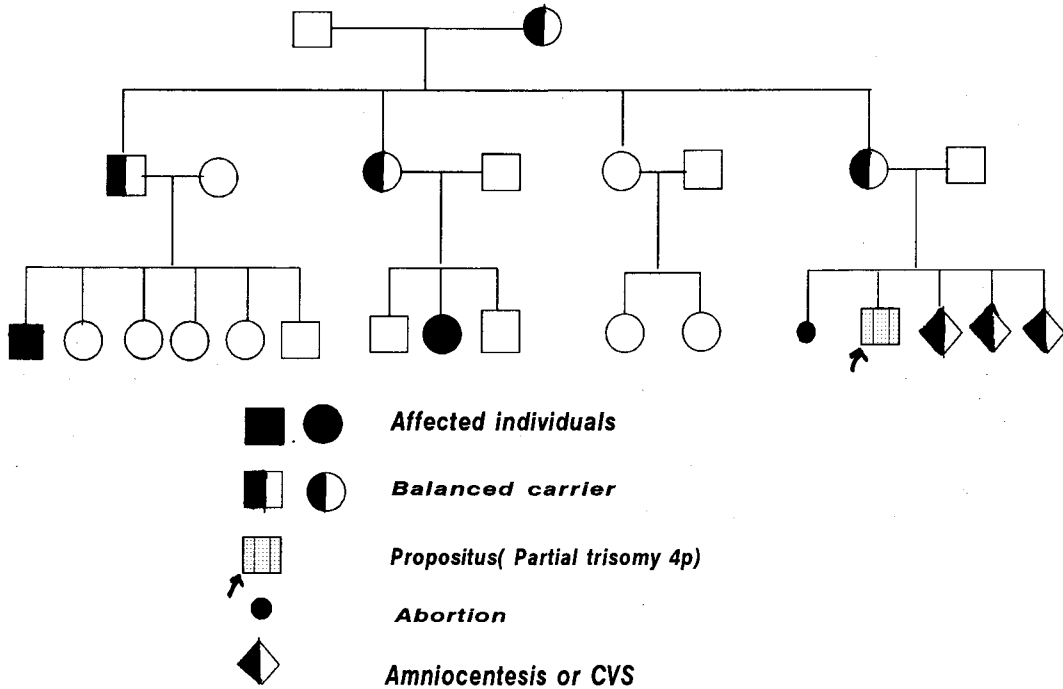 Affected individuals
Balanced carrier
Propositus( Partial trisomy 4p)
Abortion
Amniocentesis or CVS